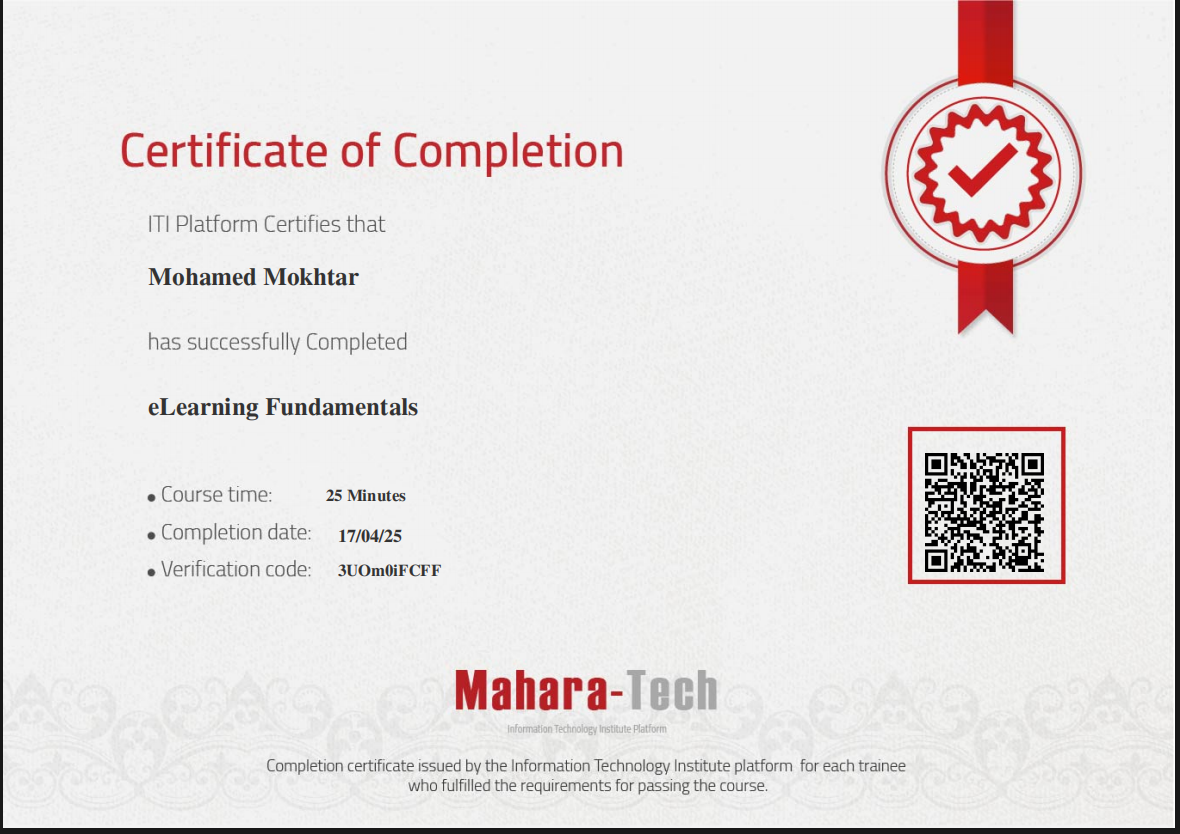 Certificate of Completion
ITI Platform Certifies that
Mohamed Mokhtar
has successfully Completed
eLearning Fundamentals
Course time: 25 Minutes
Completion date: 17/04/25
Verification code: 3UOm0iFCFF
Mahara-Tech
Information Technology Institute Platform
Completion certificate issued by the Information Technology Institute platform for each trainee
who fulfilled the requirements for passing the course.